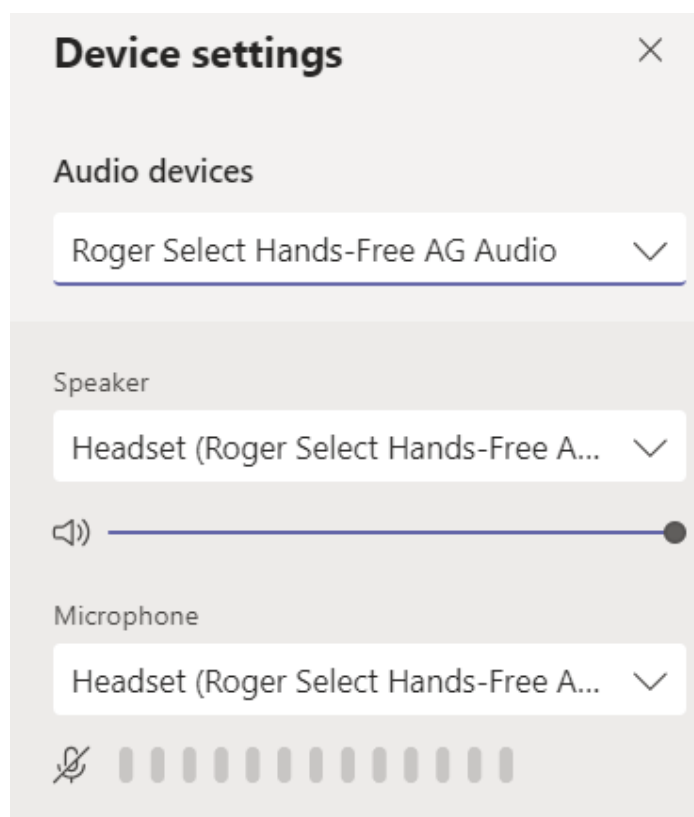 Device settings
Audio devices
Roger Select Hands-Free AG Audio
Speaker
Headset (Roger Select Hands-Free A...
Microphone
Headset (Roger Select Hands-Free A...